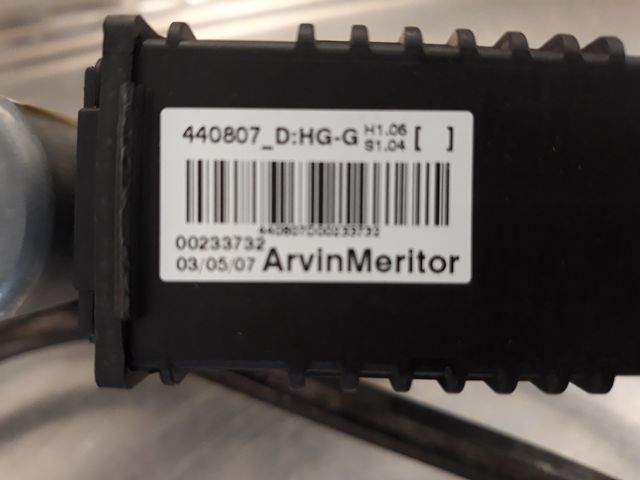 440807_D:HG-G H1.06 [ ]
S1.04
440807D00233732
00233732
03/05/07 ArvinMeritor